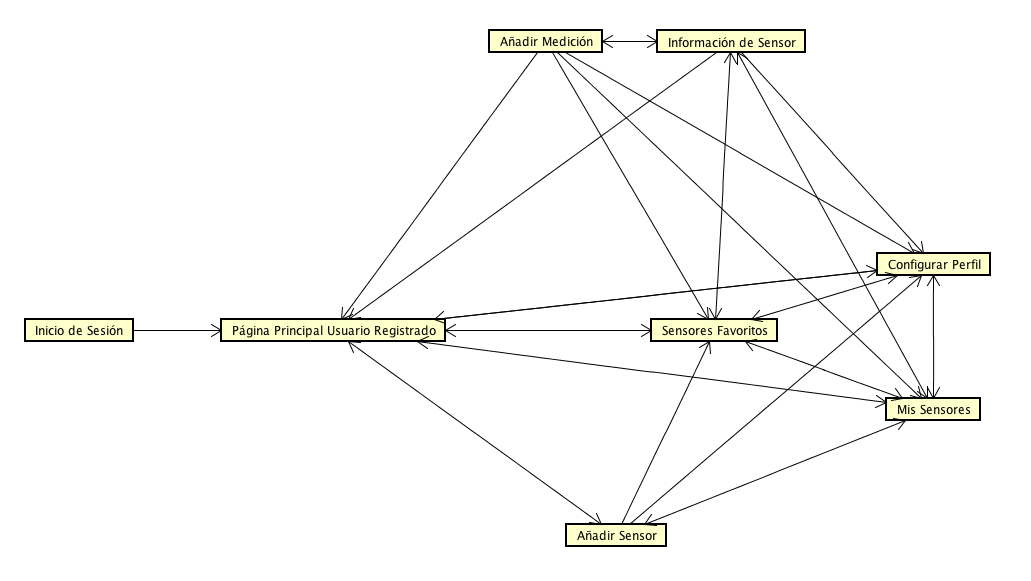 Añadir Medición
Información de Sensor
Configurar Perfil
Inicio de Sesión
Página Principal Usuario Registrado
Sensores Favoritos
Mis Sensores
Añadir Sensor